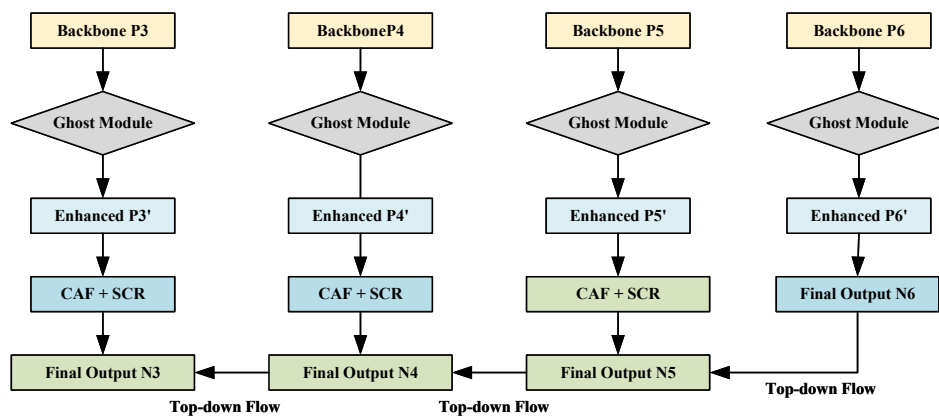 Backbone P3
BackboneP4
Backbone P5
Backbone P6
Ghost Module
Ghost Module
Ghost Module
Ghost Module
Enhanced P3'
Enhanced P4'
Enhanced P5'
Enhanced P6'
CAF + SCR
CAF + SCR
CAF + SCR
Final Output N6
Final Output N3
Final Output N4
Final Output N5
Top-down Flow
Top-down Flow
Top-down Flow